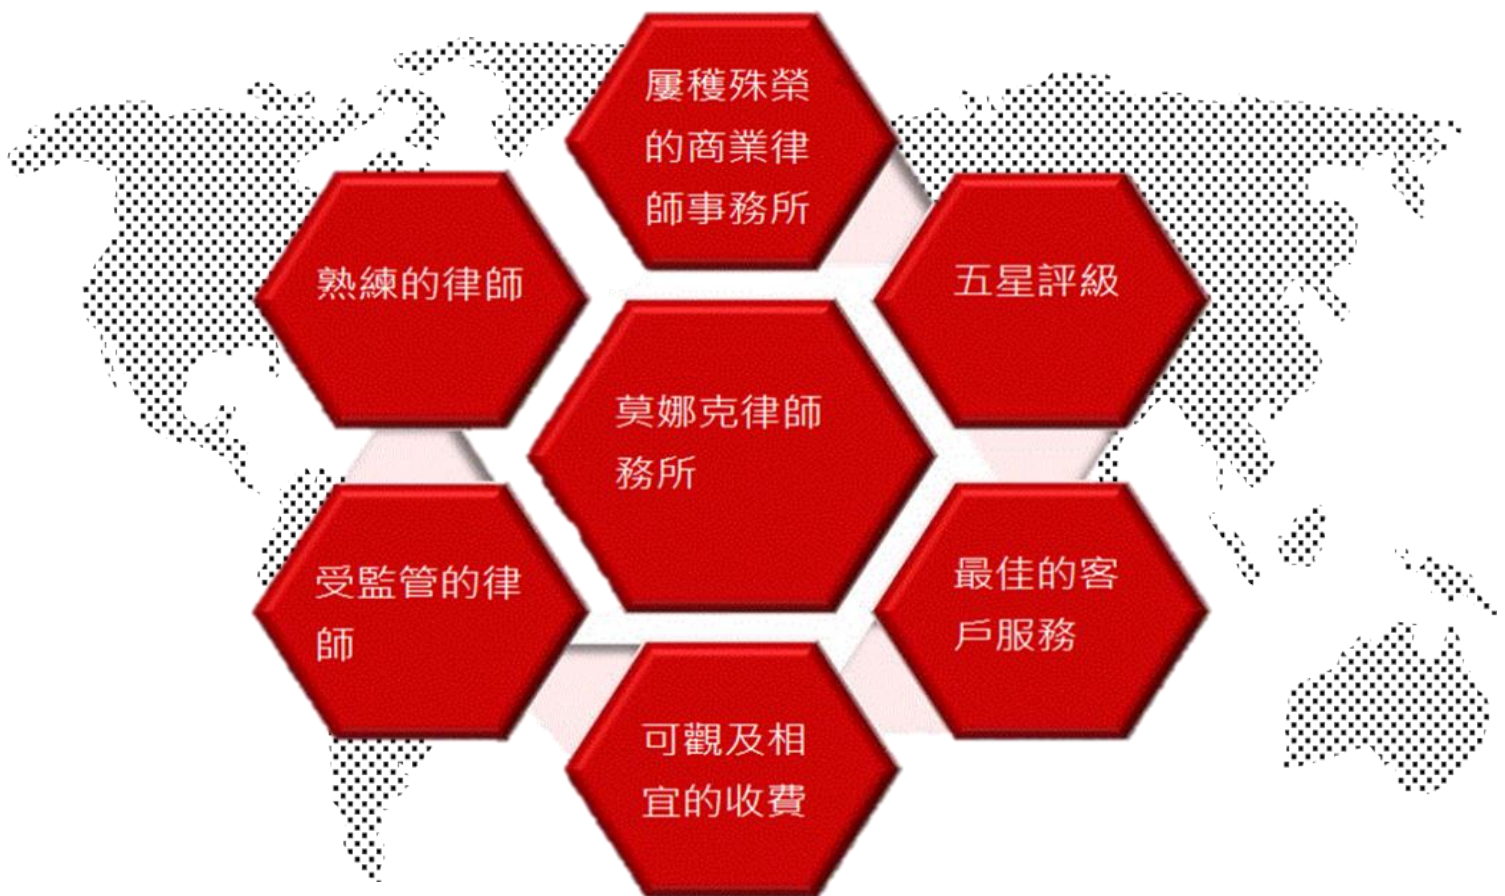 屢穫殊榮
的商業律
師事務所
熟練的律師
五星評級
莫娜克律師
務所
受監管的律
師
最佳的客
戶服務
可觀及相
宜的收費